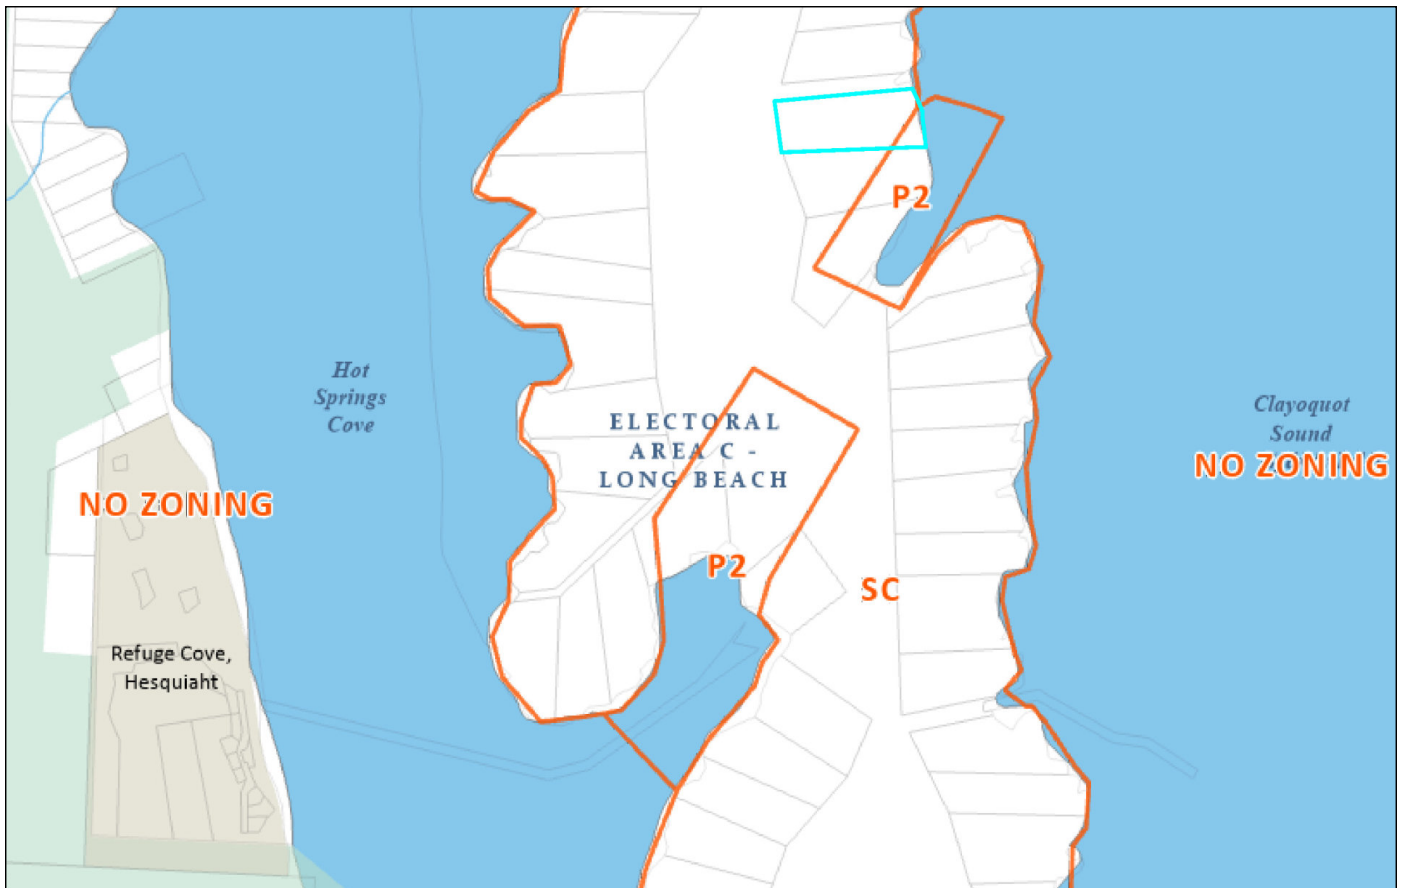 P2
Hot
Springs
Cove
ELECTORAL
AREA C -
LONG BEACH
Clayoquot
Sound
NO ZONING
NO ZONING
P2
SC
Refuge Cove,
Hesquiaht